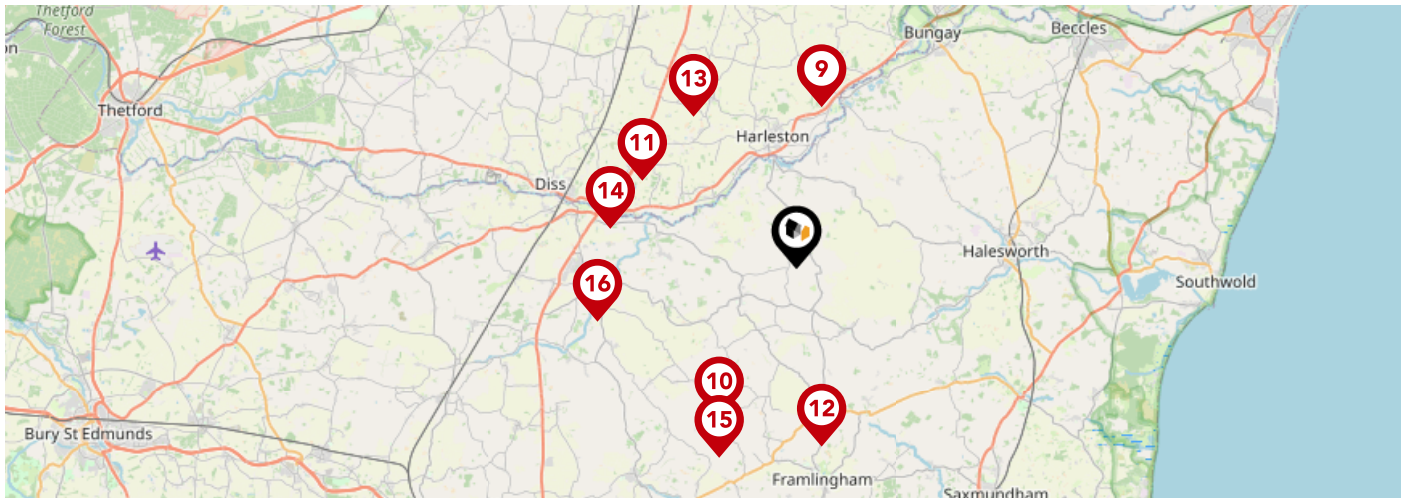 Thetford
Forest
on
Thetford
Bungay
Beccles
13
9
Harleston
11
Diss
14
Halesworth
Southwold
16
10
15
12
Bury St Edmunds
Framlingham
Saxmundham